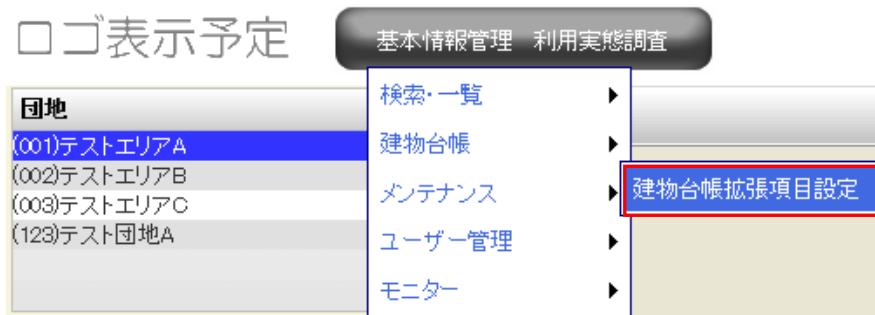 ロゴ表示予定
基本情報管理 利用実態調査
団地
(001)テストエリアA
(002)テストエリアB
(003)テストエリアC
(123)テスト団地A
検索・一覧
建物台帳
メンテナンス
ユーザー管理
モニター
建物台帳拡張項目設定